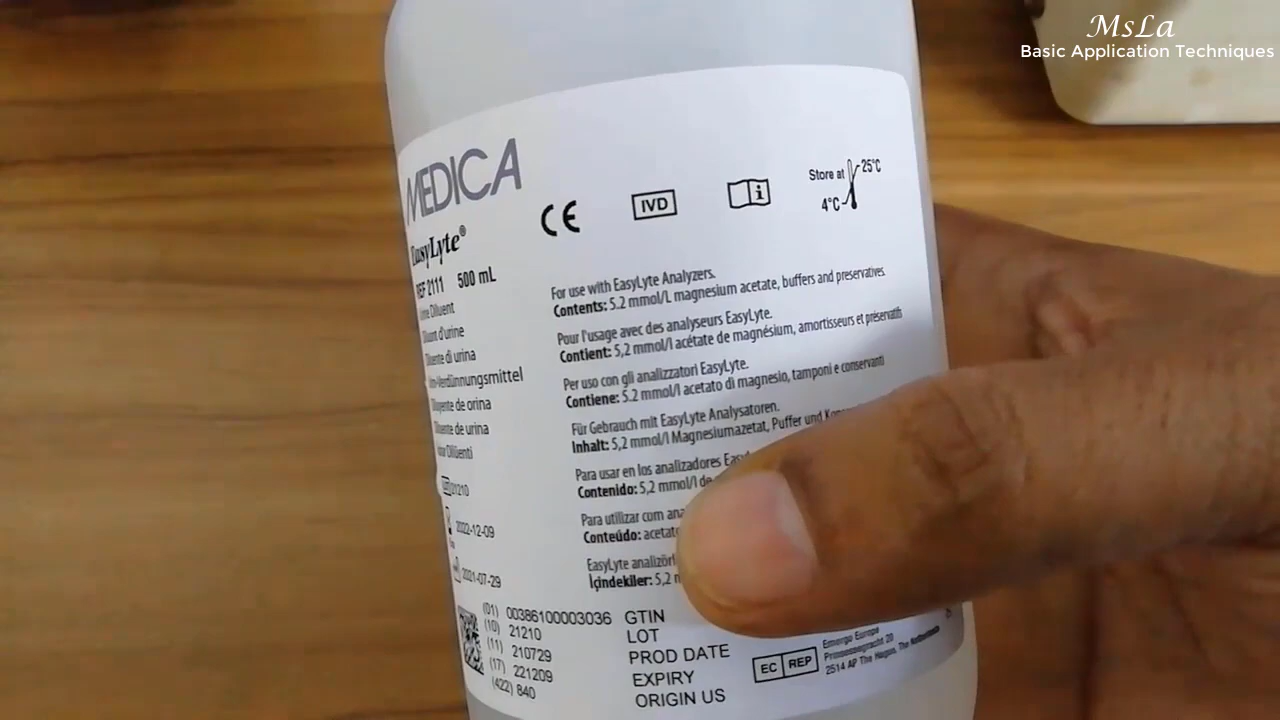 MsLa
Basic Application Techniques
MEDICA
EasyLyte®
2111 500 mL
Diluent
Diluant d'urine
Diluente di urina
Urin-Verdünnungsmittel
Diluyente de orina
Diluente de urina
Dilüenti
21210
2022-12-09
2021-07-29
CE
IVD
i
Store at 25°C
4°C
For use with EasyLyte Analyzers.
Contents: 5.2 mmol/L magnesium acetate, buffers and preservatives.
Pour l'usage avec des analyseurs EasyLyte.
Contient: 5,2 mmol/l acétate de magnésium, amortisseurs et préservatifs
Per uso con gli analizzatori EasyLyte.
Contiene: 5.2 mmol/l acetato di magnesio, tamponi e conservanti
Für Gebrauch mit EasyLyte Analysatoren.
Inhalt: 5,2 mmol/l Magnesiumazetat, Puffer und
Para usar en los analizadores
Contenido: 5,2 mmol/l de
Para utilizar com
Conteúdo:
EasyLyte
İçindekiler: 5,2
(01) 00386100003036 GTIN
(10) 21210 LOT
(11) 210729 PROD DATE
(17) 221209 EXPIRY
(422) 840 ORIGIN US
EC REP
Emergo Europe
Prinsessegracht 20
2514 AP The Hague, The Netherlands